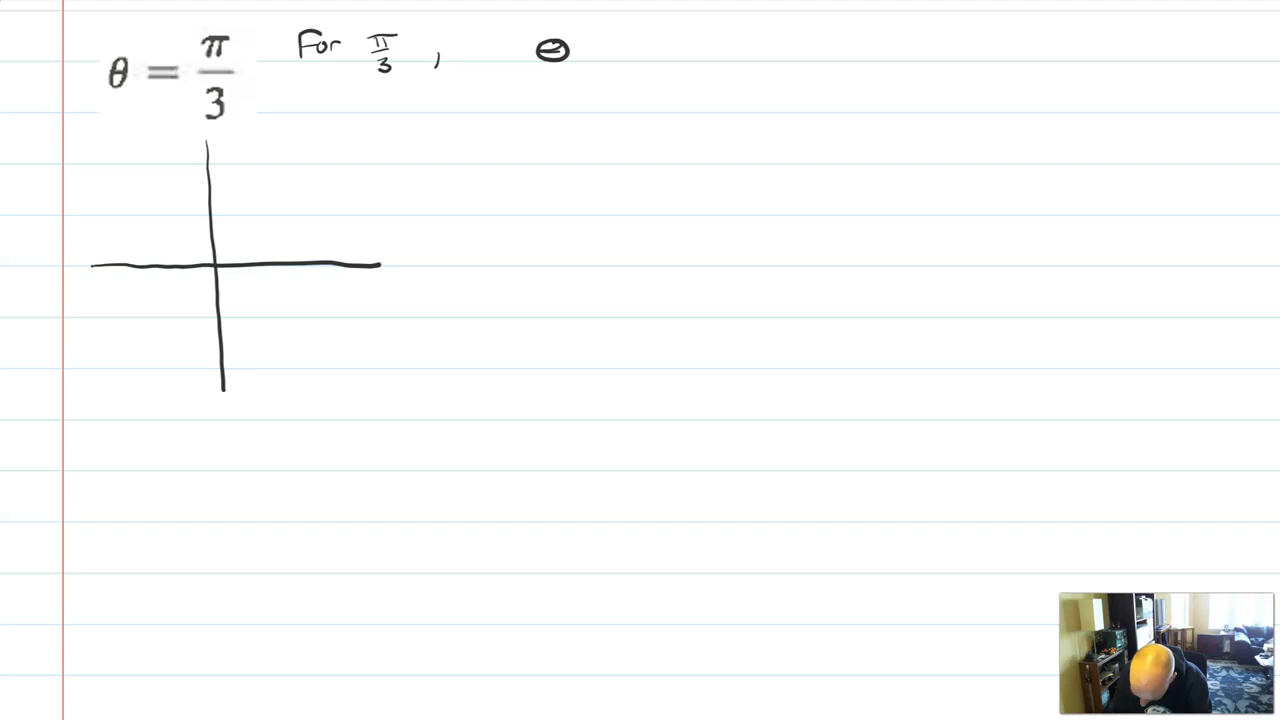 θ = π/3
For π/3 , θ